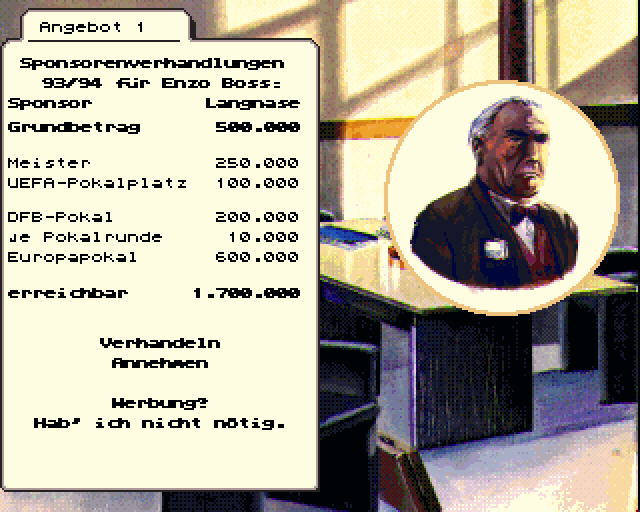 Angebot 1
Sponsorenverhandlungen
93/94 für Enzo Boss:
Sponsor Langnase
Grundbetrag 500.000
Meister 250.000
UEFA-Pokalplatz 100.000
DFB-Pokal 200.000
je Pokalrunde 10.000
Europapokal 600.000
erreichbar 1.700.000
Verhandeln
Annehmen
Werbung?
Hab' ich nicht nötig.